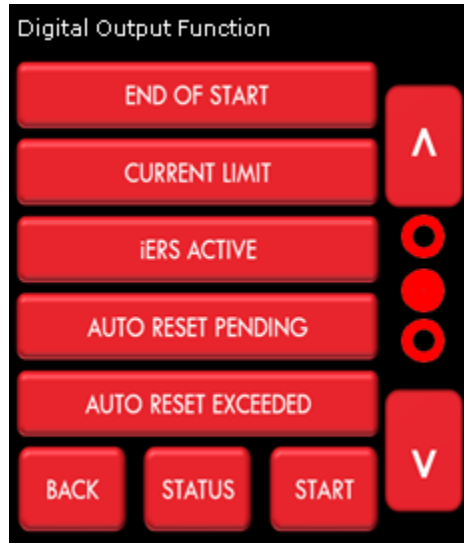 Digital Output Function
END OF START
CURRENT LIMIT
iERS ACTIVE
AUTO RESET PENDING
AUTO RESET EXCEEDED
BACK STATUS START